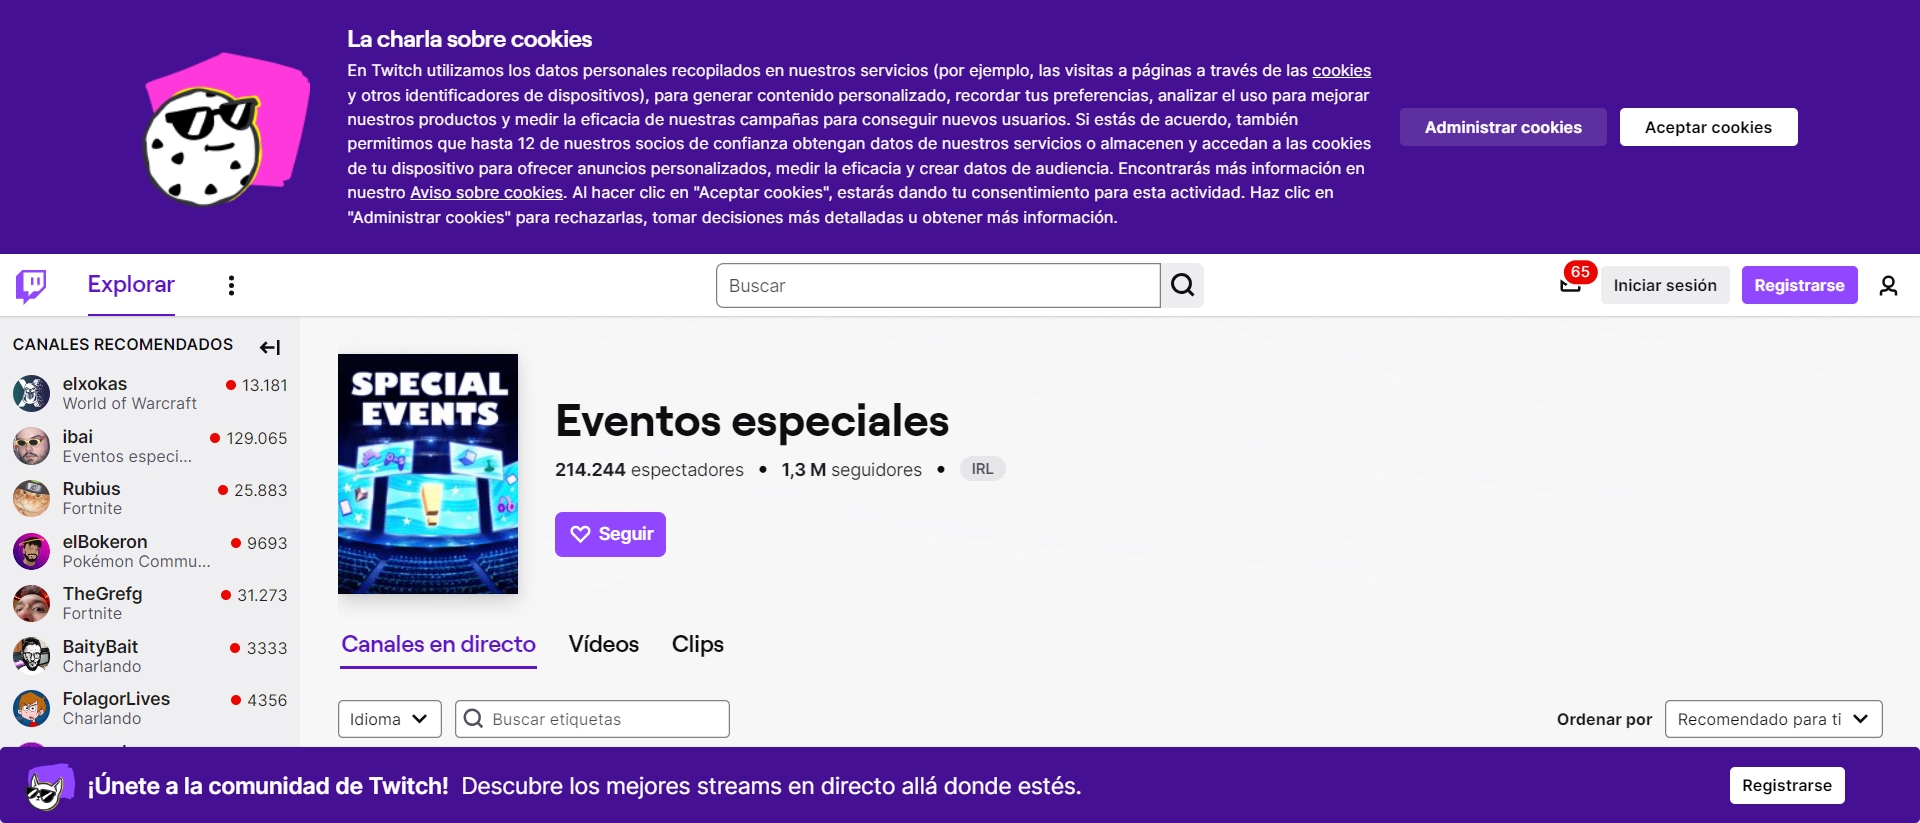 La charla sobre cookies
En Twitch utilizamos los datos personales recopilados en nuestros servicios (por ejemplo, las visitas a páginas a través de las cookies
y otros identificadores de dispositivos), para generar contenido personalizado, recordar tus preferencias, analizar el uso para mejorar
nuestros productos y medir la eficacia de nuestras campañas para conseguir nuevos usuarios. Si estás de acuerdo, también
permitimos que hasta 12 de nuestros socios de confianza obtengan datos de nuestros servicios o almacenen y accedan a las cookies
de tu dispositivo para ofrecer anuncios personalizados, medir la eficacia y crear datos de audiencia. Encontrarás más información en
nuestro Aviso sobre cookies. Al hacer clic en "Aceptar cookies", estarás dando tu consentimiento para esta actividad. Haz clic en
"Administrar cookies" para rechazarlas, tomar decisiones más detalladas u obtener más información.
Administrar cookies
Aceptar cookies
Explorar
Buscar
65
Iniciar sesión
Registrarse
CANALES RECOMENDADOS
elxokas
13.181
World of Warcraft
ibai
129.065
Eventos especi...
Rubius
25.883
Fortnite
elBokeron
9693
Pokémon Commu...
TheGrefg
31.273
Fortnite
BaityBait
3333
Charlando
FolagorLives
4356
Charlando
SPECIAL
EVENTS
Eventos especiales
214.244 espectadores • 1,3 M seguidores • IRL
Seguir
Canales en directo
Vídeos
Clips
Idioma
Buscar etiquetas
Ordenar por
Recomendado para ti
¡Únete a la comunidad de Twitch! Descubre los mejores streams en directo allá donde estés.
Registrarse